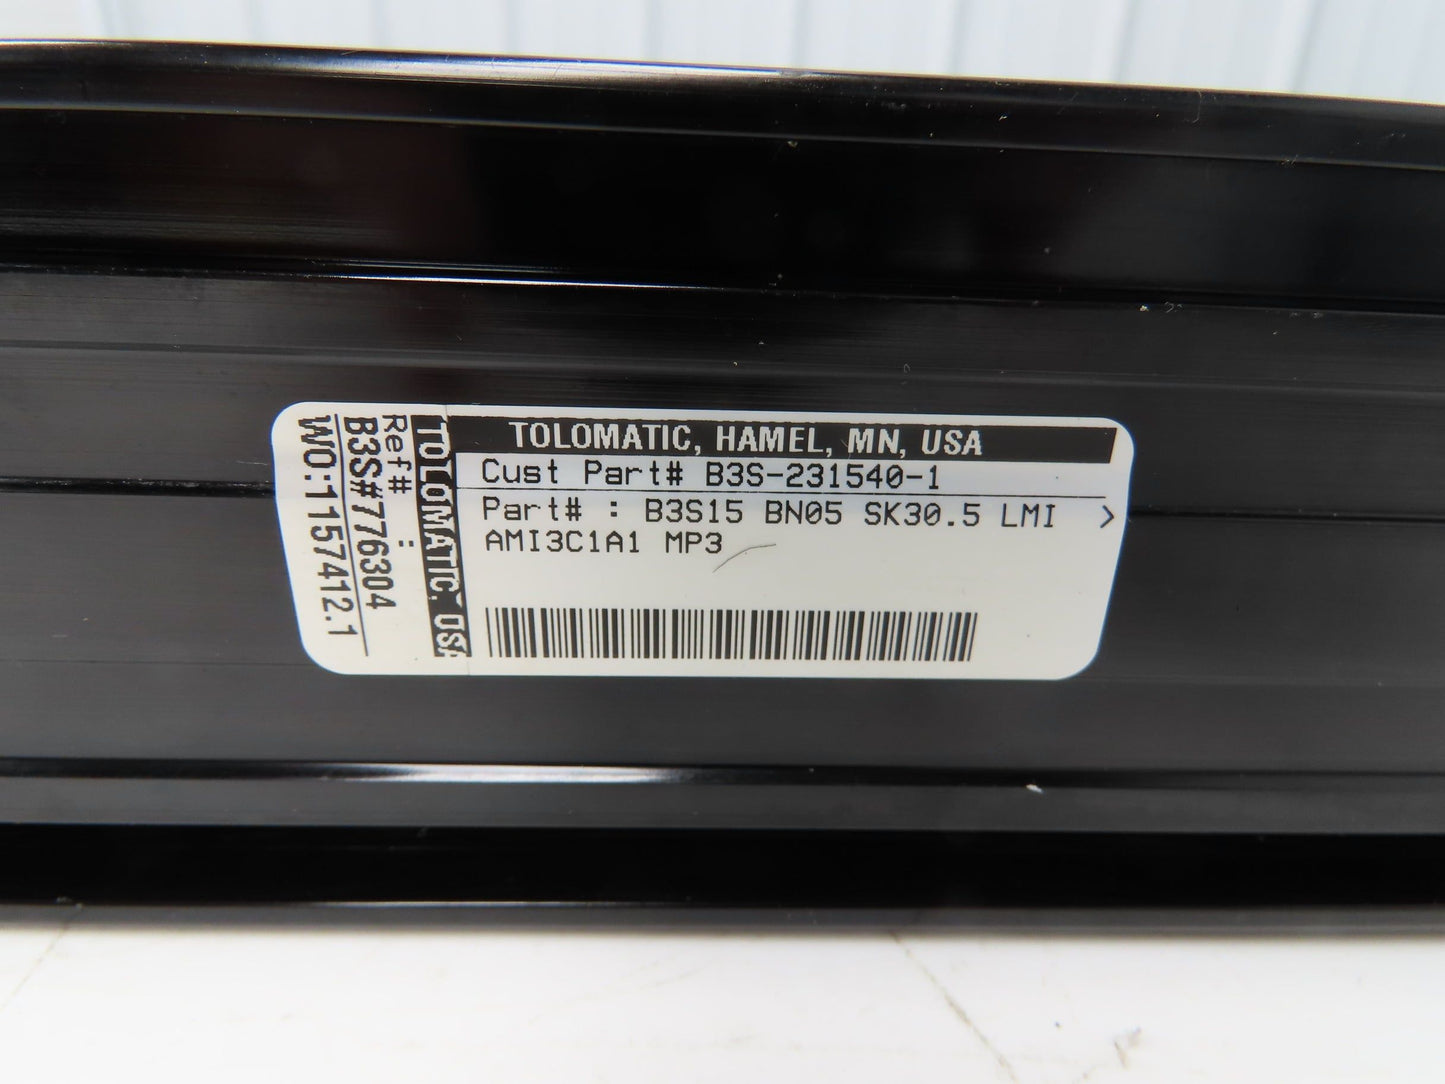 TOLOMATIC, HAMEL, MN, USA
Cust Part# B3S-231540-1
Part# : B3S15 BN05 SK30.5 LMI >
AMI3C1A1 MP3
TOLOMATIC, USA
Ref# :
B3S#776304
WO:1157412.1